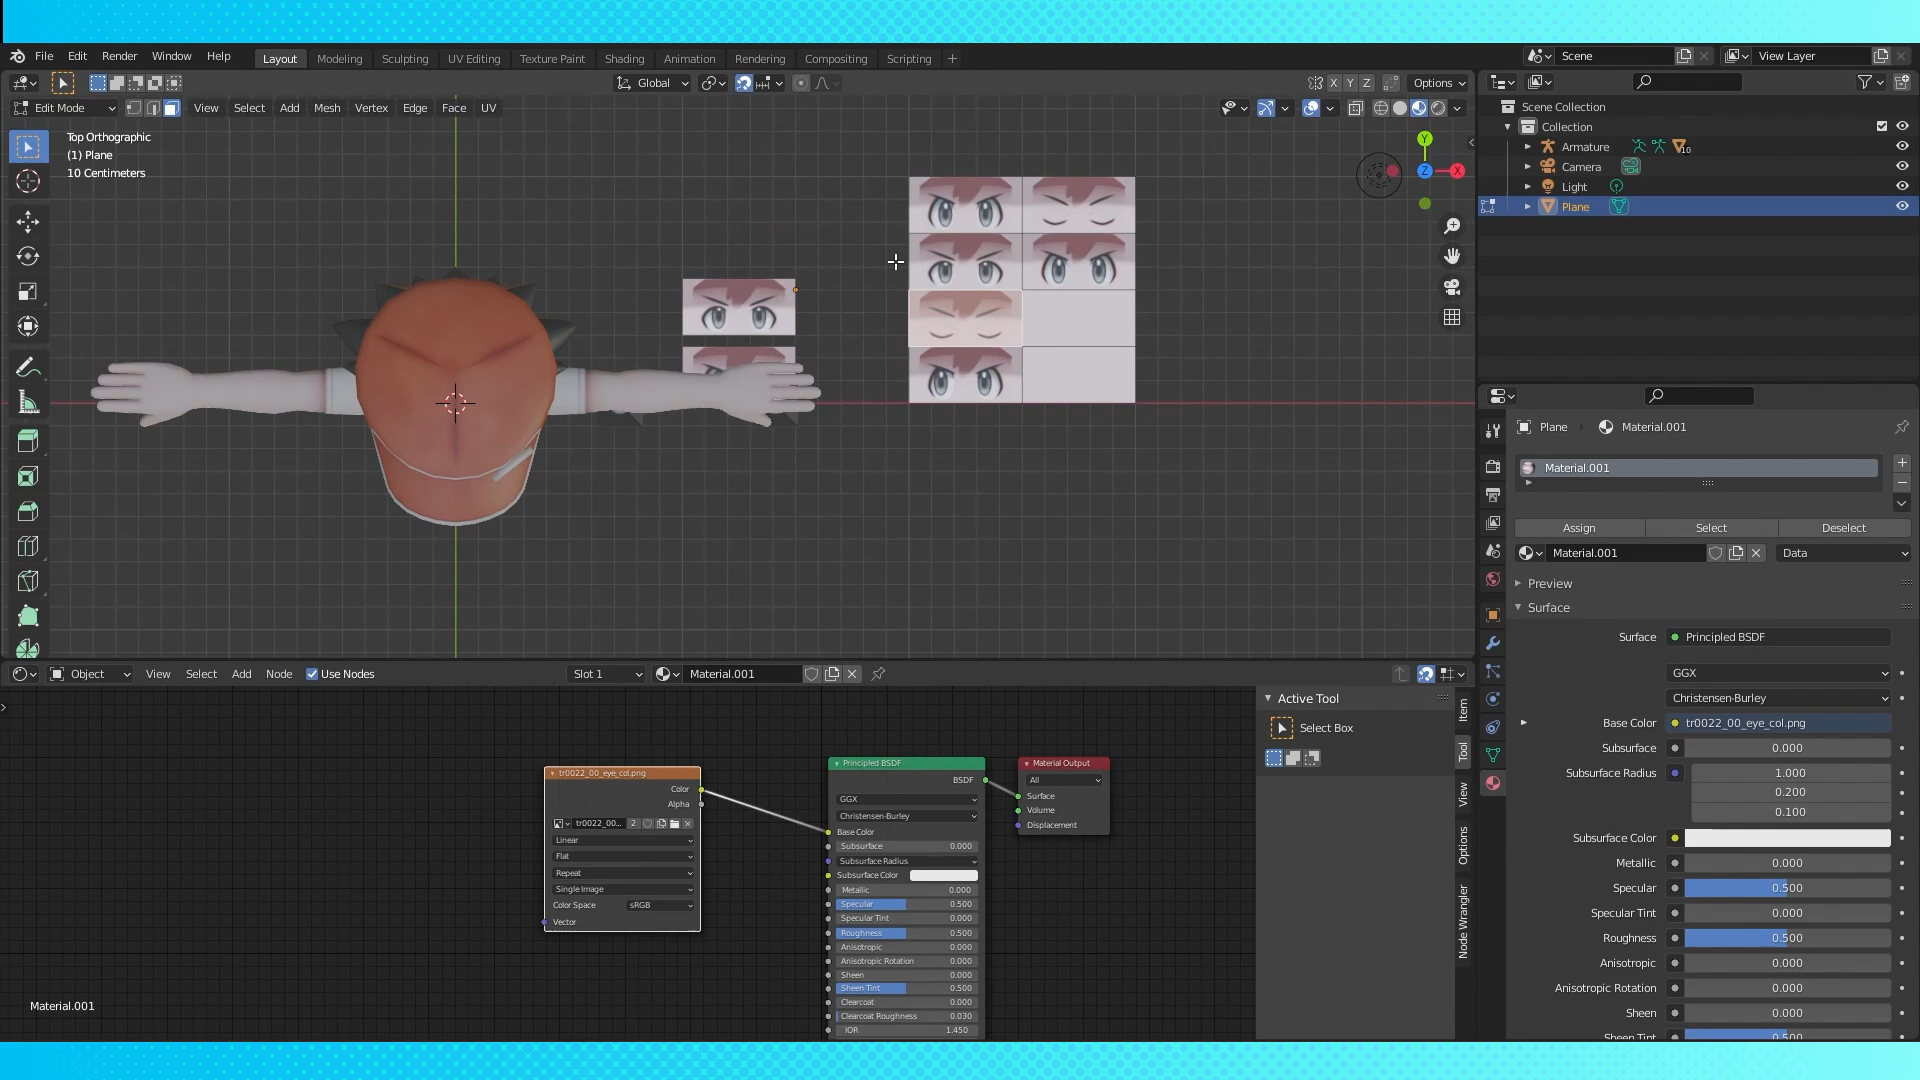 File Edit Render Window Help Layout Modeling Sculpting UV Editing Texture Paint Shading Animation Rendering Compositing Scripting + Scene View Layer
Global X Y Z Options
Edit Mode View Select Add Mesh Vertex Edge Face UV
Top Orthographic
(1) Plane
10 Centimeters
Y
Z
X
Scene Collection
Collection
Armature 10
Camera
Light
Plane
Plane Material.001
Material.001
Assign Select Deselect
Material.001 Data
Preview
Surface
Surface Principled BSDF
GGX
Christensen-Burley
Base Color tr0022_00_eye_col.png
Subsurface 0.000
Subsurface Radius 1.000
0.200
0.100
Subsurface Color
Metallic 0.000
Specular 0.500
Specular Tint 0.000
Roughness 0.500
Anisotropic 0.000
Anisotropic Rotation 0.000
Sheen 0.000
Sheen Tint 0.500
Object View Select Add Node Use Nodes Slot 1 Material.001
Active Tool
Select Box
Item
Tool
View
Options
Node Wrangler
tr0022_00_eye_col.png
Color
Alpha
tr0022_00... 2
Linear
Flat
Repeat
Single Image
Color Space sRGB
Vector
Principled BSDF
BSDF
GGX
Christensen-Burley
Base Color
Subsurface 0.000
Subsurface Radius
Subsurface Color
Metallic 0.000
Specular 0.500
Specular Tint 0.000
Roughness 0.500
Anisotropic 0.000
Anisotropic Rotation 0.000
Sheen 0.000
Sheen Tint 0.500
Clearcoat 0.000
Clearcoat Roughness 0.030
IOR 1.450
Material Output
All
Surface
Volume
Displacement
Material.001